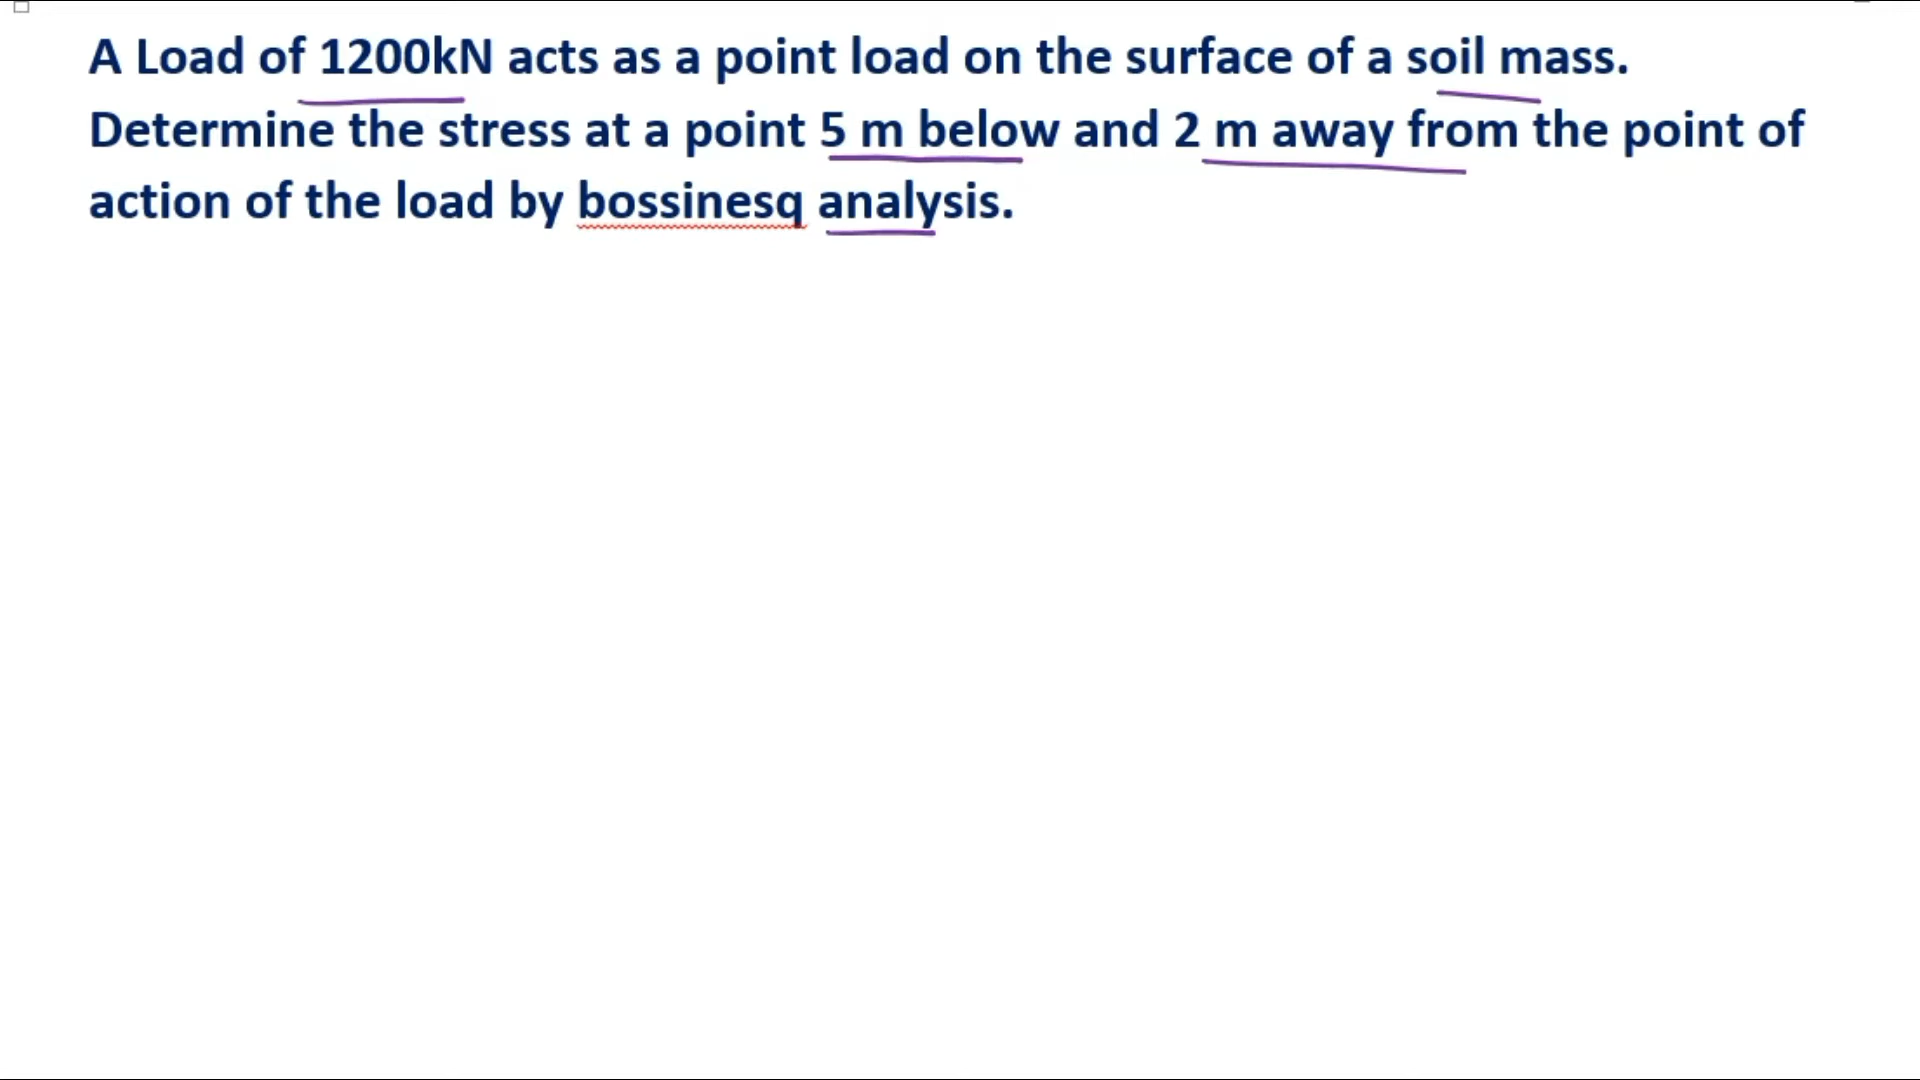 A Load of 1200kN acts as a point load on the surface of a soil mass.
Determine the stress at a point 5 m below and 2 m away from the point of
action of the load by bossinesq analysis.